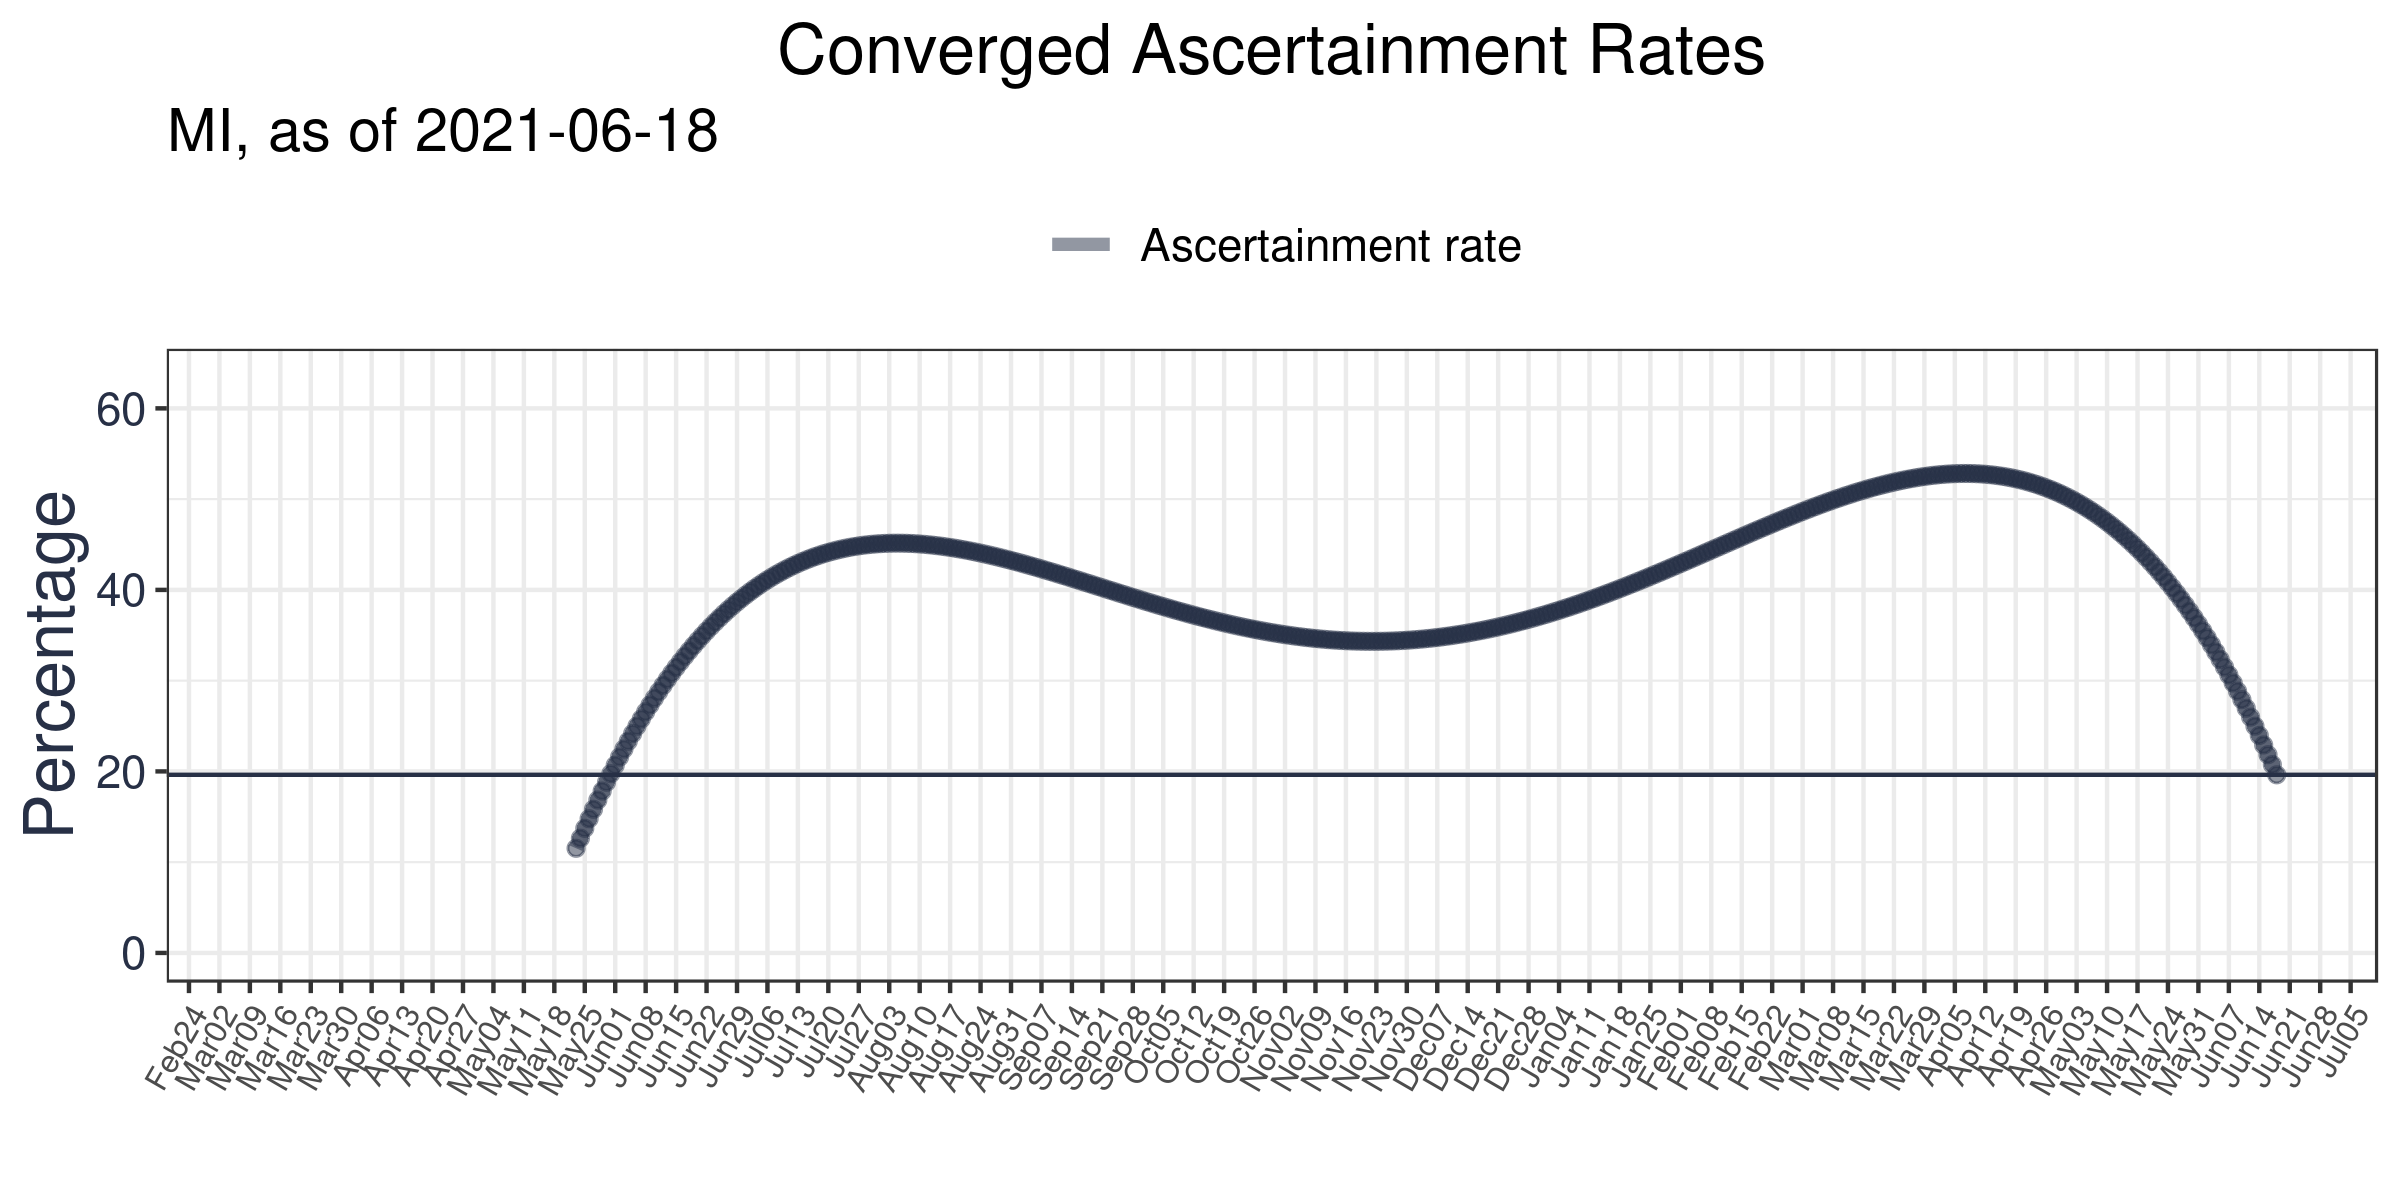 Converged Ascertainment Rates
MI, as of 2021-06-18
Ascertainment rate
Percentage
60
40
20
0
Feb24
Mar02
Mar09
Mar16
Mar23
Mar30
Apr06
Apr13
Apr20
Apr27
May04
May11
May18
May25
Jun01
Jun08
Jun15
Jun22
Jun29
Jul06
Jul13
Jul20
Jul27
Aug03
Aug10
Aug17
Aug24
Aug31
Sep07
Sep14
Sep21
Sep28
Oct05
Oct12
Oct19
Oct26
Nov02
Nov09
Nov16
Nov23
Nov30
Dec07
Dec14
Dec21
Dec28
Jan04
Jan11
Jan18
Jan25
Feb01
Feb08
Feb15
Feb22
Mar01
Mar08
Mar15
Mar22
Mar29
Apr05
Apr12
Apr19
Apr26
May03
May10
May17
May24
May31
Jun07
Jun14
Jun21
Jun28
Jul05